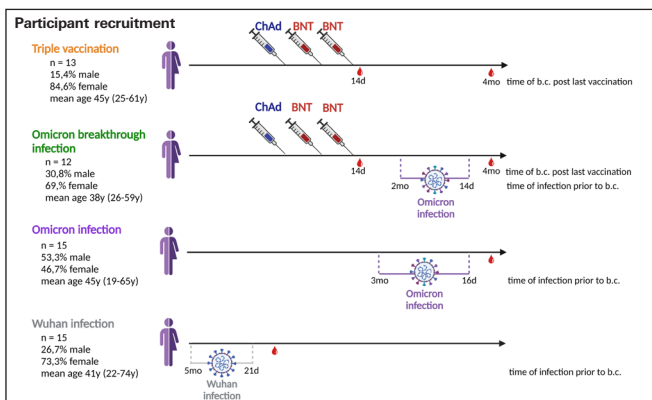 Participant recruitment
ChAd BNT BNT
Triple vaccination
n = 13
15,4% male
84,6% female
mean age 45y (25-61y)
14d
4mo
time of b.c. post last vaccination
ChAd BNT BNT
Omicron breakthrough
infection
n = 12
30,8% male
69,% female
mean age 38y (26-59y)
14d
4mo
time of b.c. post last vaccination
2mo
14d
time of infection prior to b.c.
Omicron
infection
Omicron infection
n = 15
53,3% male
46,7% female
mean age 45y (19-65y)
3mo
16d
time of infection prior to b.c.
Omicron
infection
Wuhan infection
n = 15
26,7% male
73,3% female
mean age 41y (22-74y)
5mo
21d
time of infection prior to b.c.
Wuhan
infection